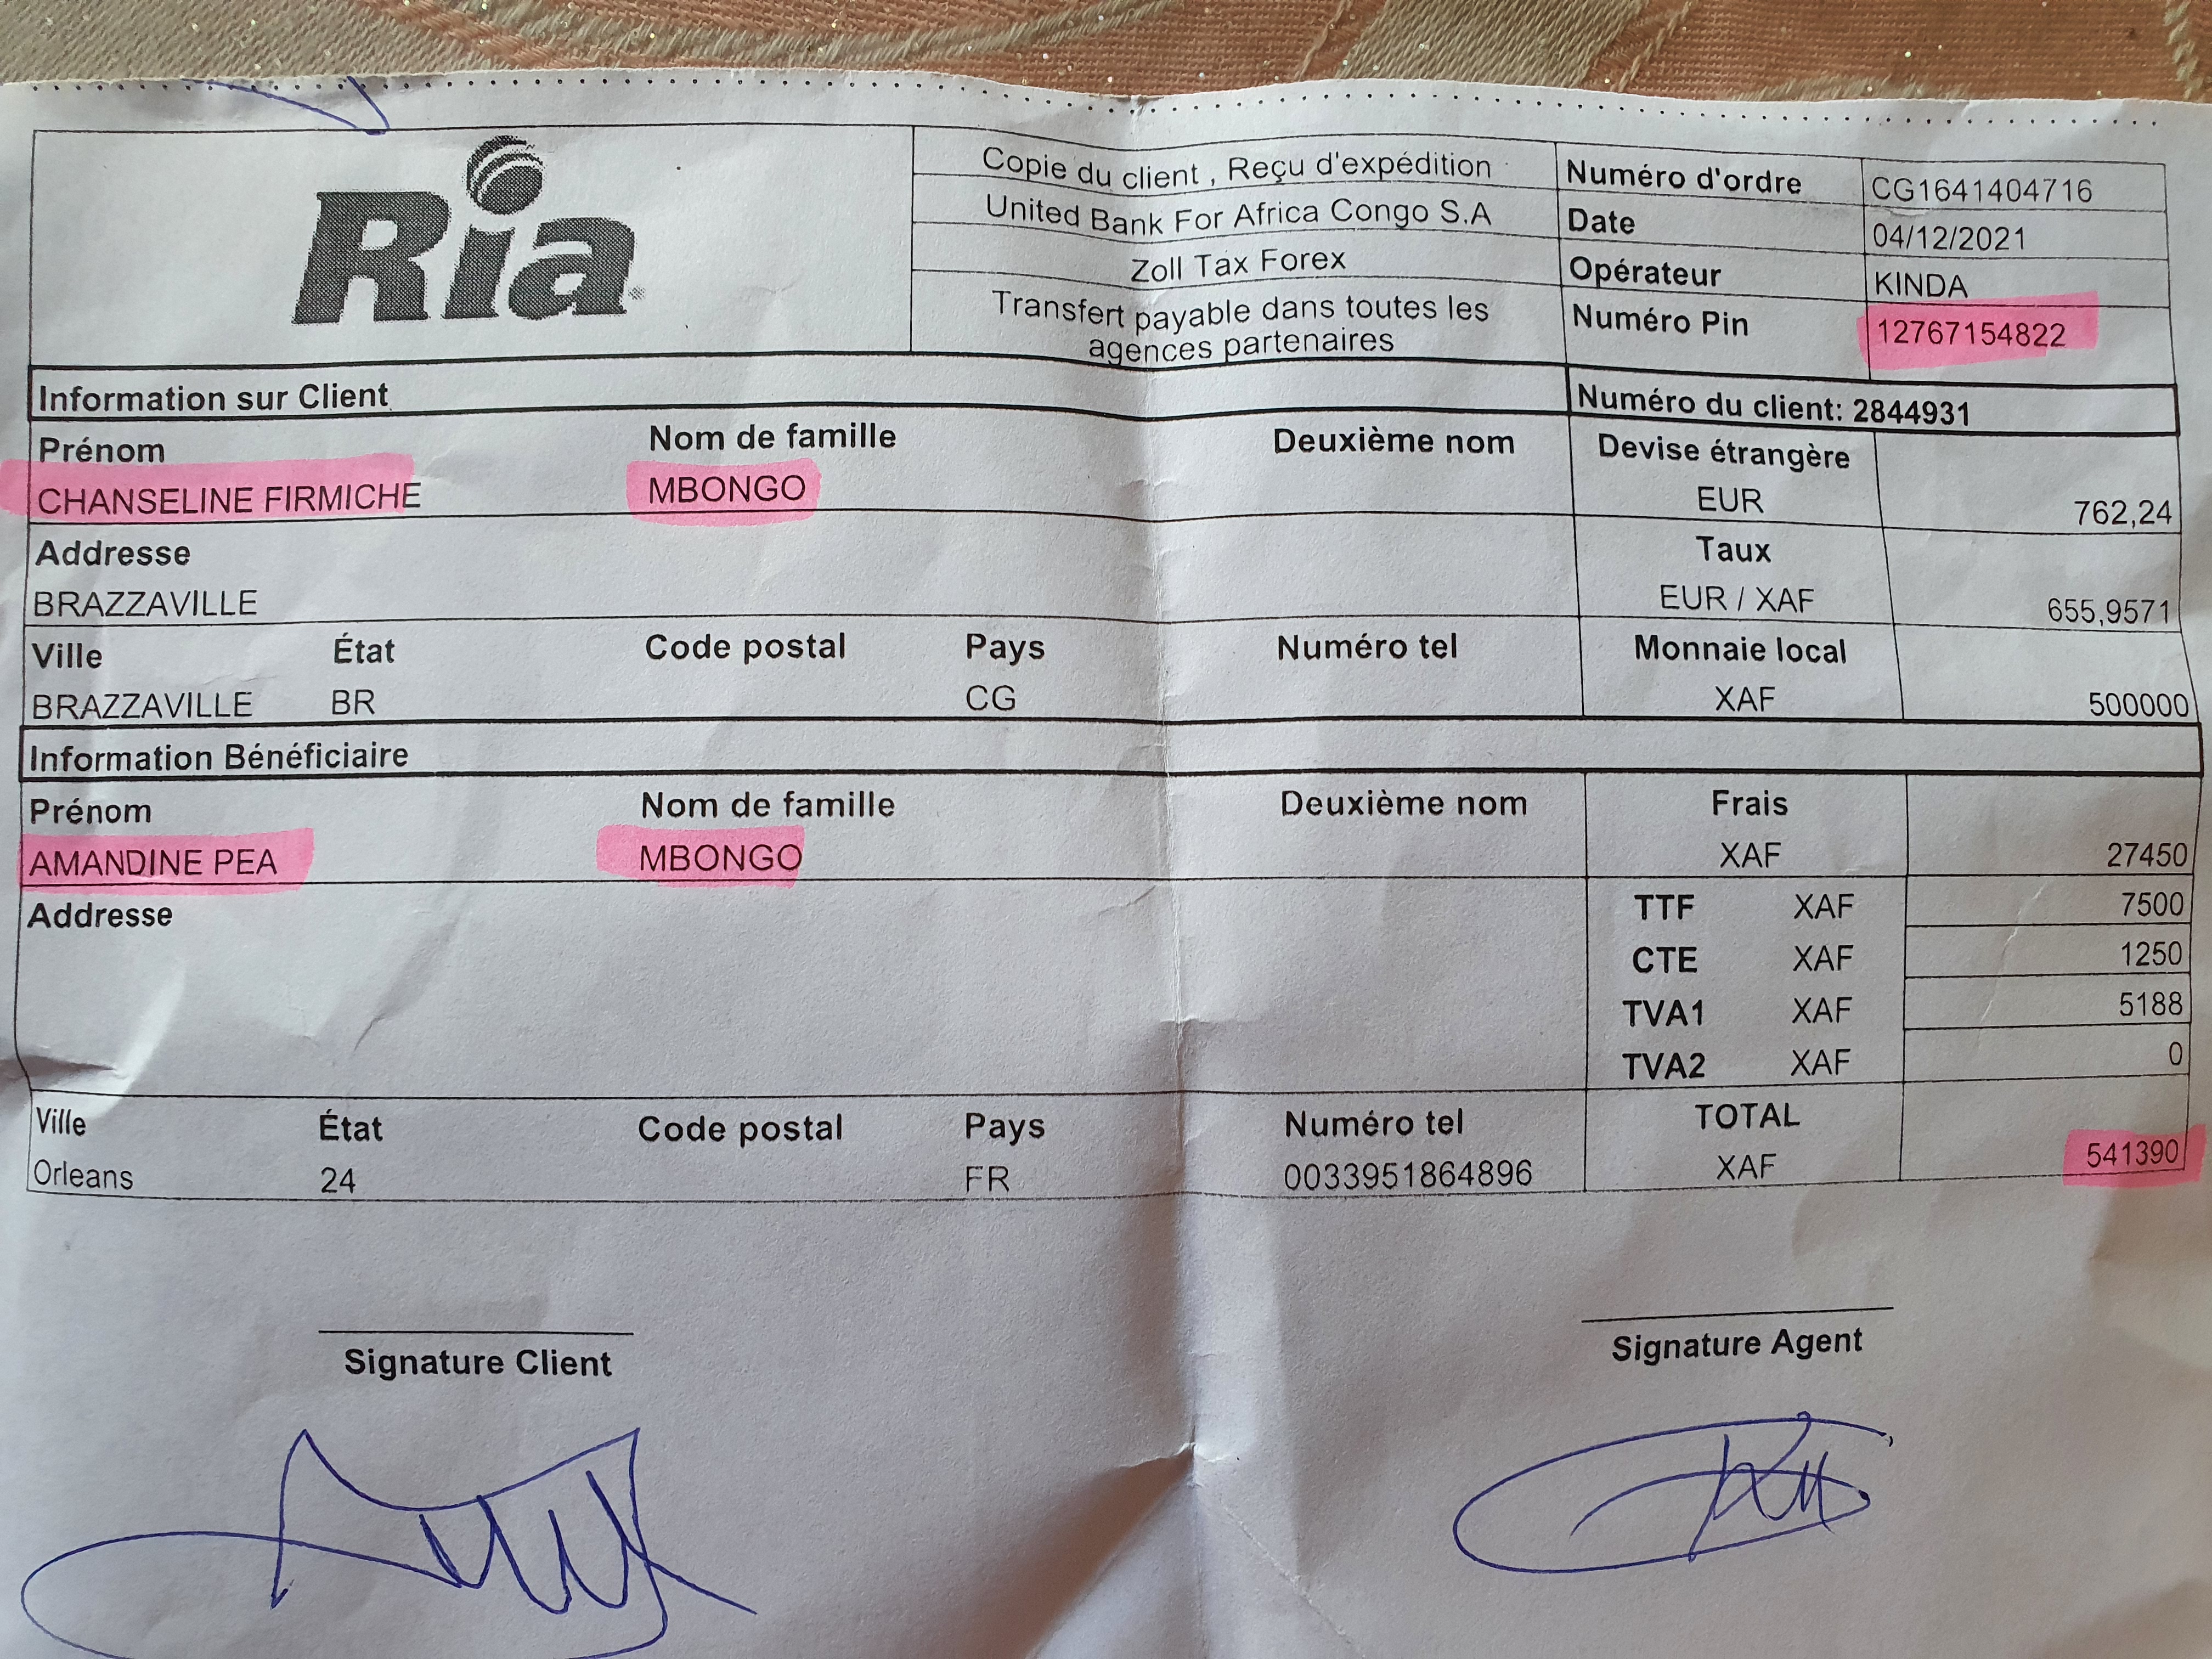 Ria
Copie du client , Reçu d'expédition
United Bank For Africa Congo S.A
Zoll Tax Forex
Transfert payable dans toutes les
agences partenaires
Numéro d'ordre CG1641404716
Date 04/12/2021
Opérateur KINDA
Numéro Pin 12767154822
Information sur Client
Numéro du client: 2844931
Prénom Nom de famille Deuxième nom
CHANSELINE FIRMICHE MBONGO
Devise étrangère
EUR 762,24
Addresse
BRAZZAVILLE
Taux
EUR / XAF 655,9571
Ville État Code postal Pays Numéro tel
BRAZZAVILLE BR CG
Monnaie local
XAF 500000
Information Bénéficiaire
Prénom Nom de famille Deuxième nom
AMANDINE PEA MBONGO
Frais
XAF 27450
Addresse
TTF XAF 7500
CTE XAF 1250
TVA1 XAF 5188
TVA2 XAF 0
Ville État Code postal Pays Numéro tel
Orleans 24 FR 0033951864896
TOTAL
XAF 541390
Signature Client
Signature Agent